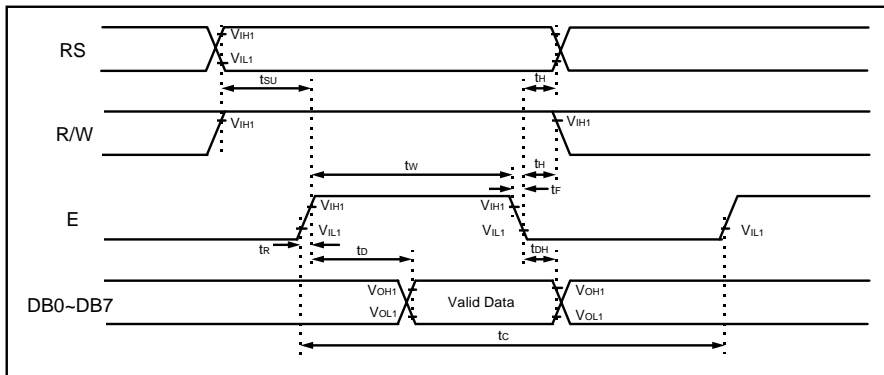 RS
VIH1
VIL1
tSU
tH
R/W
VIH1
VIH1
tW
tH
tF
E
VIH1
VIH1
VIL1
VIL1
VIL1
tR
tD
tDH
DB0~DB7
VOH1
VOL1
Valid Data
VOH1
VOL1
tC